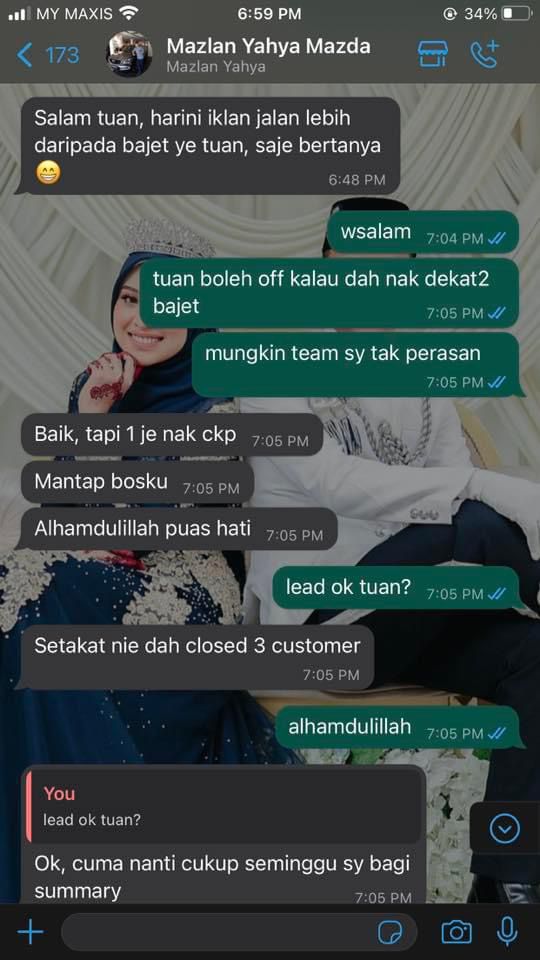 MY MAXIS
6:59 PM
34%
173
Mazlan Yahya Mazda
Mazlan Yahya
Salam tuan, harini iklan jalan lebih
daripada bajet ye tuan, saje bertanya
😁
6:48 PM
wsalam 7:04 PM
tuan boleh off kalau dah nak dekat2
bajet
7:05 PM
mungkin team sy tak perasan
7:05 PM
Baik, tapi 1 je nak ckp 7:05 PM
Mantap bosku 7:05 PM
Alhamdulillah puas hati 7:05 PM
lead ok tuan? 7:05 PM
Setakat nie dah closed 3 customer
7:05 PM
alhamdulillah 7:05 PM
You
lead ok tuan?
Ok, cuma nanti cukup seminggu sy bagi
summary
7:05 PM